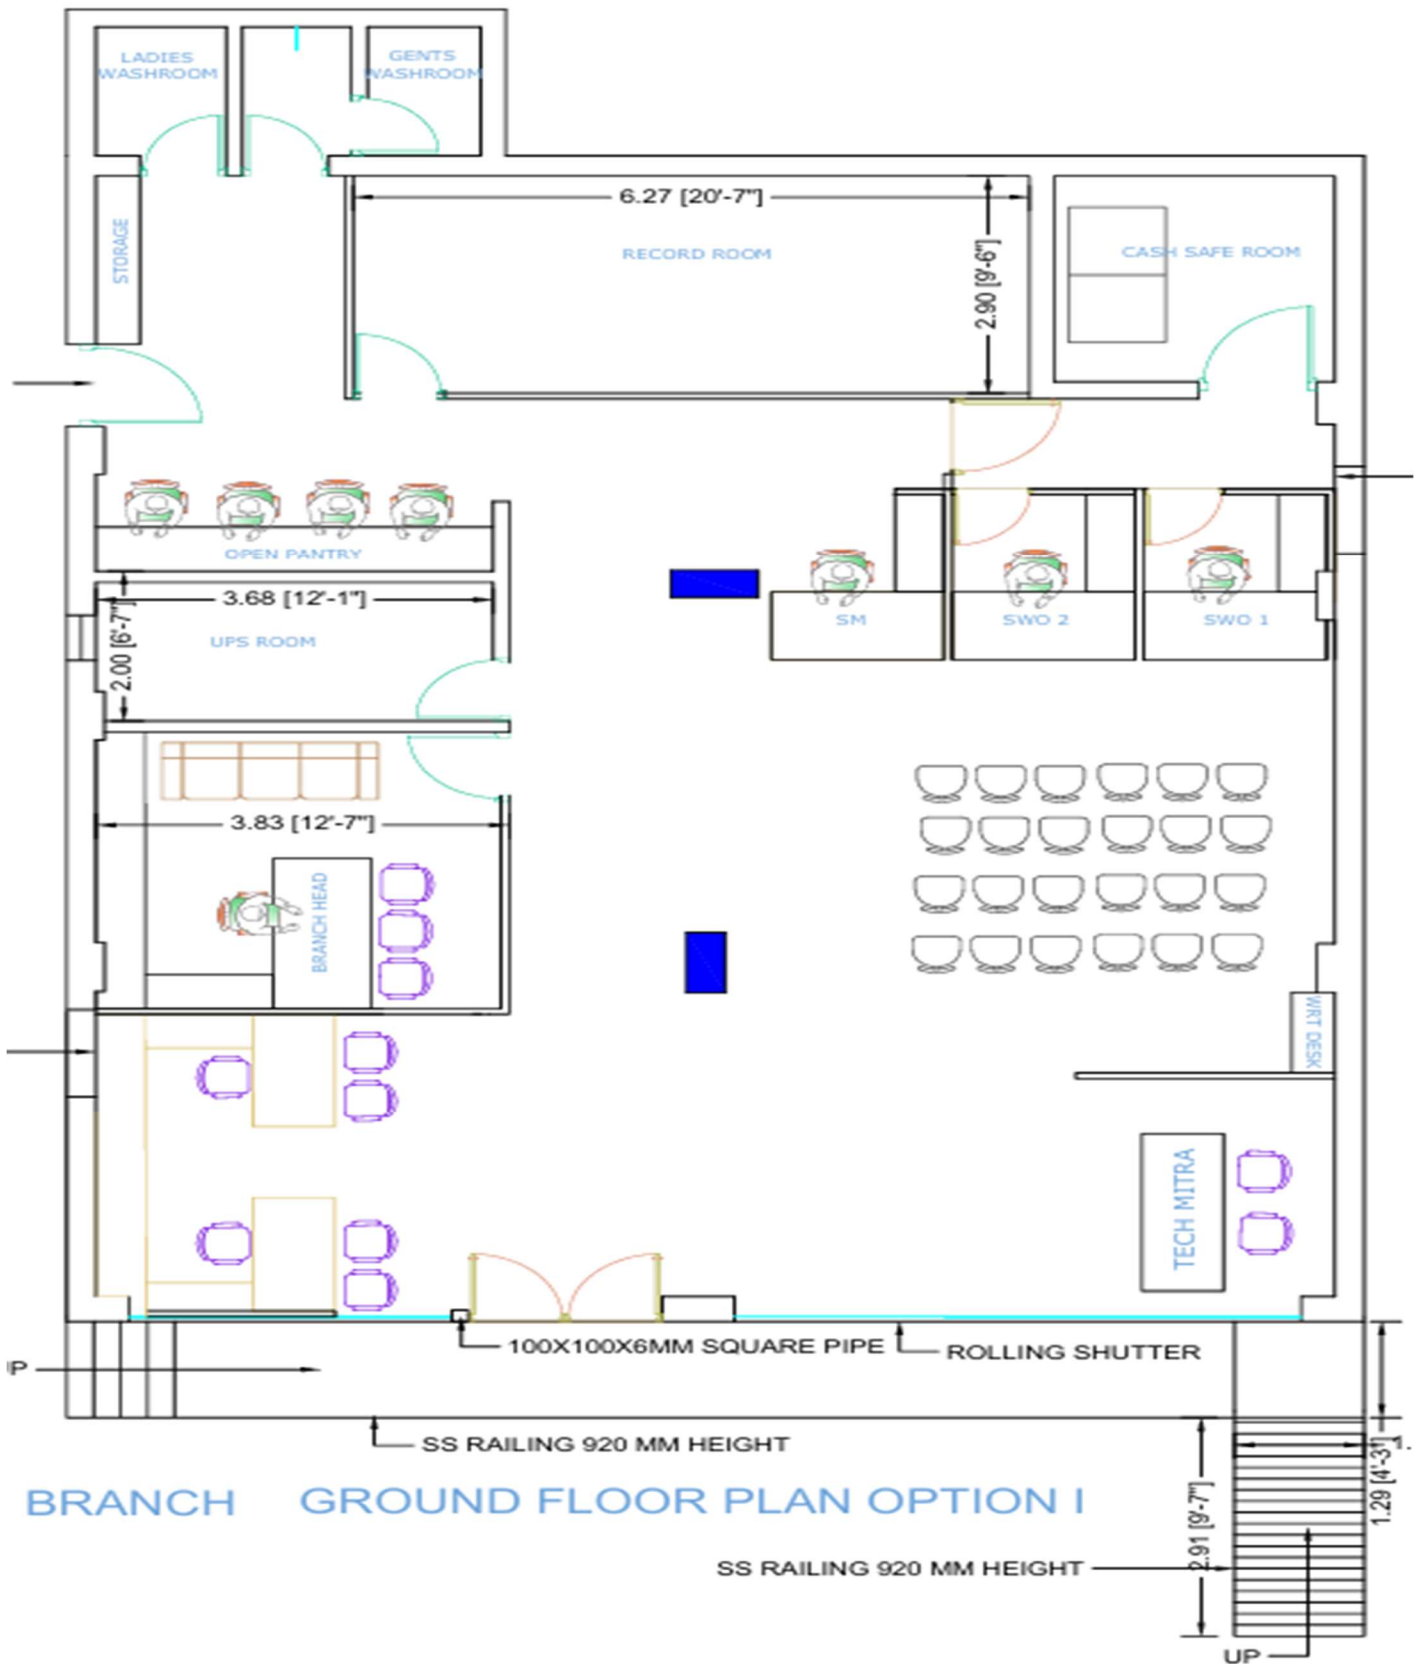 LADIES
WASHROOM
GENTS
WASHROOM
STORAGE
6.27 [20'-7"]
RECORD ROOM
2.90 [9'-6"]
CASH SAFE ROOM
OPEN PANTRY
3.68 [12'-1"]
2.00 [6'-7"]
UPS ROOM
SM
SWO 2
SWO 1
3.83 [12'-7"]
BRANCH HEAD
WRT DESK
TECH MITRA
100X100X6MM SQUARE PIPE
ROLLING SHUTTER
SS RAILING 920 MM HEIGHT
1.29 [4'-3"]
BRANCH GROUND FLOOR PLAN OPTION I
2.91 [9'-7"]
SS RAILING 920 MM HEIGHT
UP